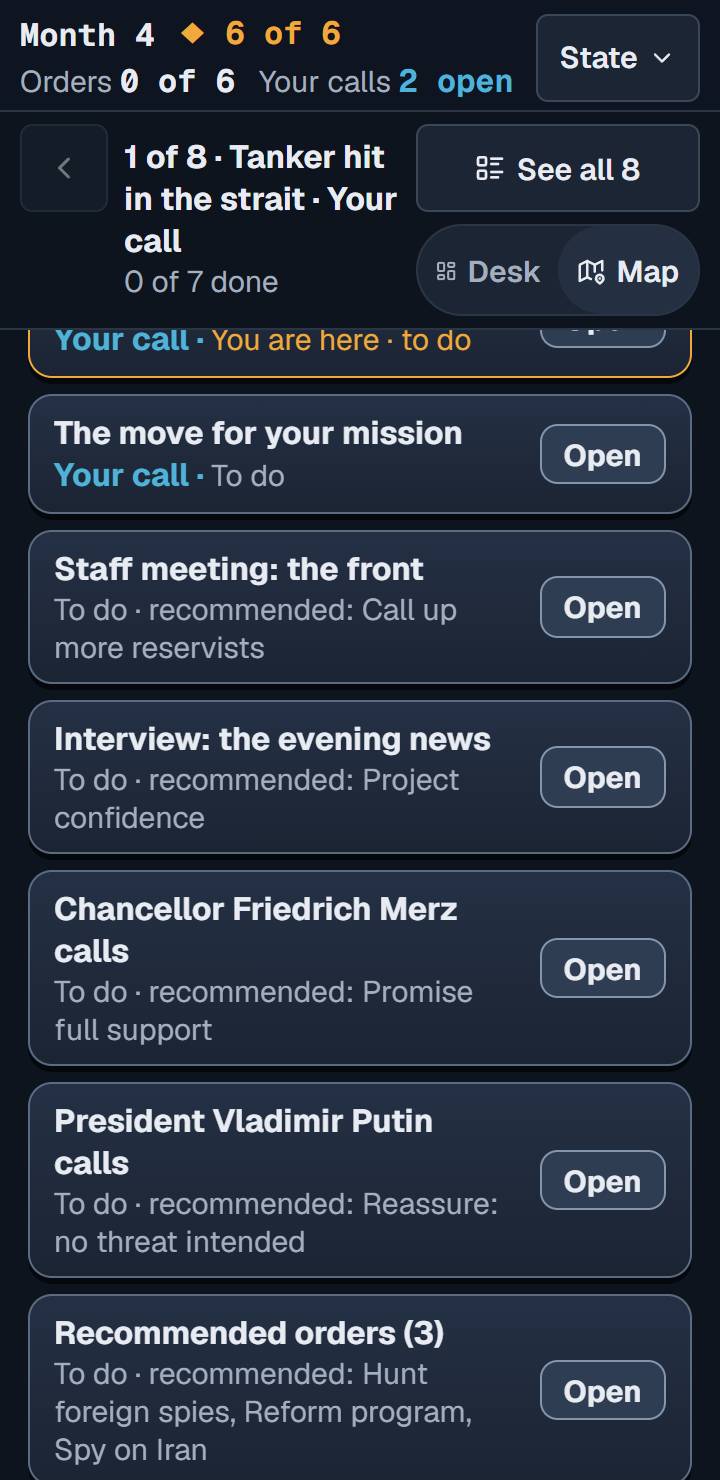 Month 4 ◆ 6 of 6
Orders 0 of 6 Your calls 2 open
State
1 of 8 · Tanker hit
in the strait · Your
call
0 of 7 done
See all 8
Desk
Map
Your call · You are here · to do
The move for your mission
Your call · To do
Open
Staff meeting: the front
To do · recommended: Call up
more reservists
Open
Interview: the evening news
To do · recommended: Project
confidence
Open
Chancellor Friedrich Merz
calls
To do · recommended: Promise
full support
Open
President Vladimir Putin
calls
To do · recommended: Reassure:
no threat intended
Open
Recommended orders (3)
To do · recommended: Hunt
foreign spies, Reform program,
Spy on Iran
Open